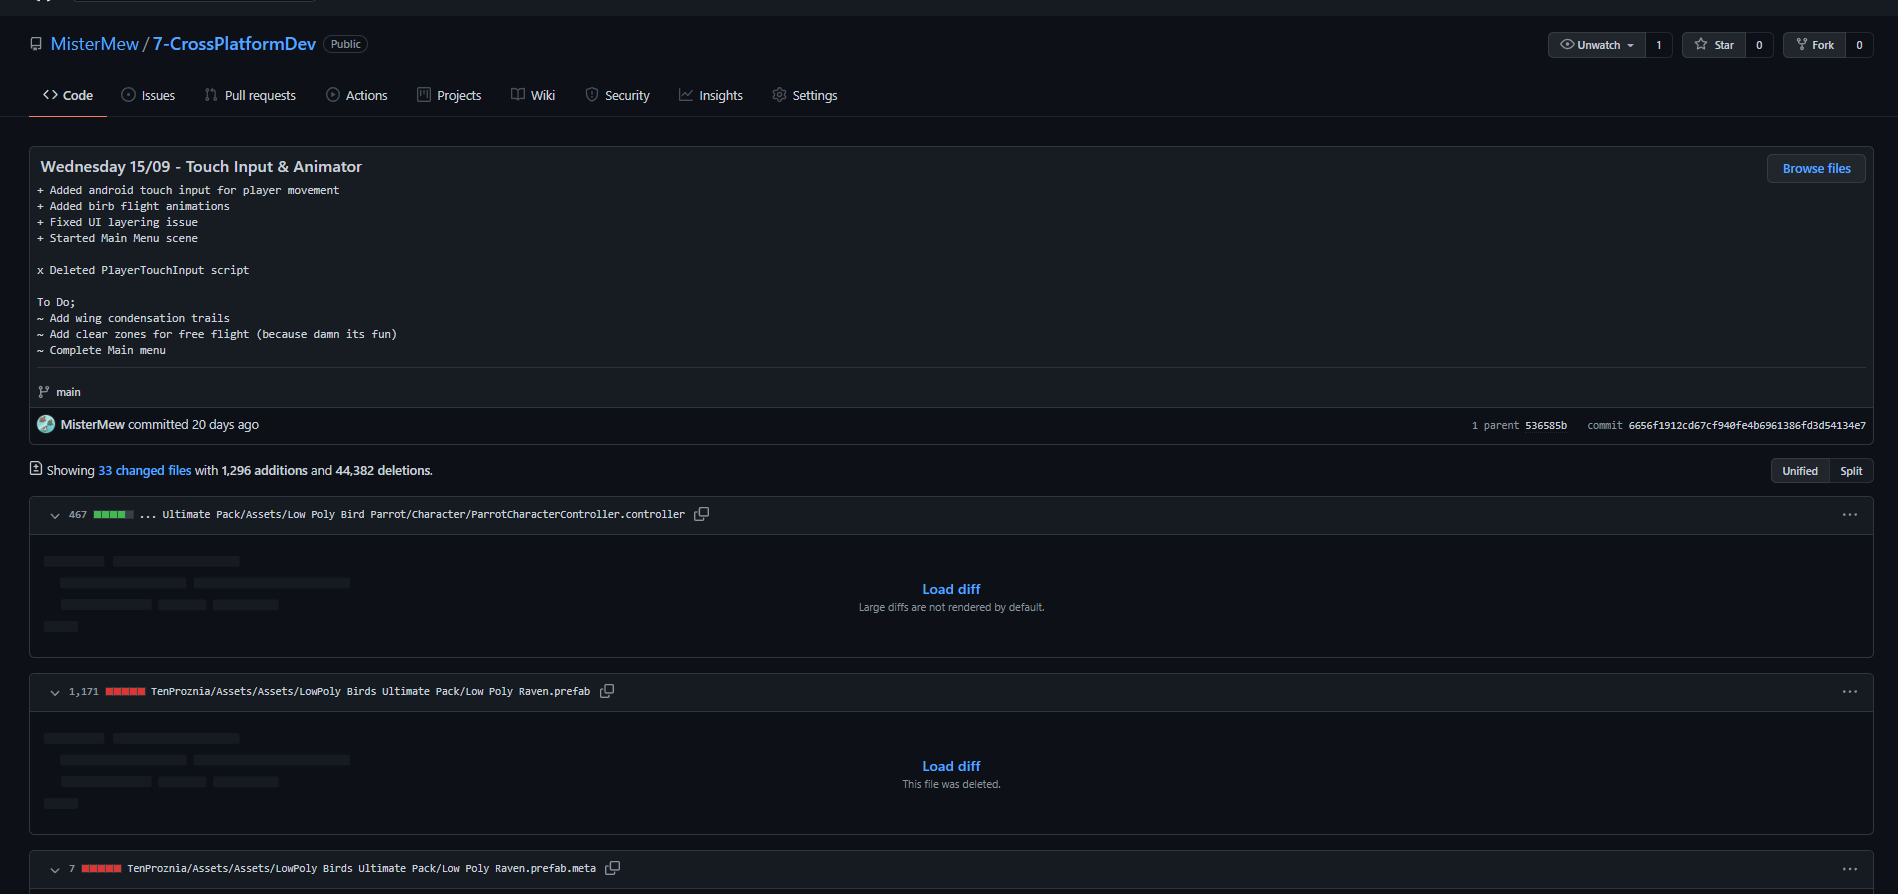 MisterMew / 7-CrossPlatformDev Public
Unwatch 1 Star 0 Fork 0
Code Issues Pull requests Actions Projects Wiki Security Insights Settings
Wednesday 15/09 - Touch Input & Animator
Browse files
+ Added android touch input for player movement
+ Added birb flight animations
+ Fixed UI layering issue
+ Started Main Menu scene
x Deleted PlayerTouchInput script
To Do;
~ Add wing condensation trails
~ Add clear zones for free flight (because damn its fun)
~ Complete Main menu
main
MisterMew committed 20 days ago
1 parent 536585b commit 6656f1912cd67cf940fe4b6961386fd3d54134e7
Showing 33 changed files with 1,296 additions and 44,382 deletions.
Unified Split
467 ... Ultimate Pack/Assets/Low Poly Bird Parrot/Character/ParrotCharacterController.controller
Load diff
Large diffs are not rendered by default.
1,171 TenProznia/Assets/Assets/LowPoly Birds Ultimate Pack/Low Poly Raven.prefab
Load diff
This file was deleted.
7 TenProznia/Assets/Assets/LowPoly Birds Ultimate Pack/Low Poly Raven.prefab.meta